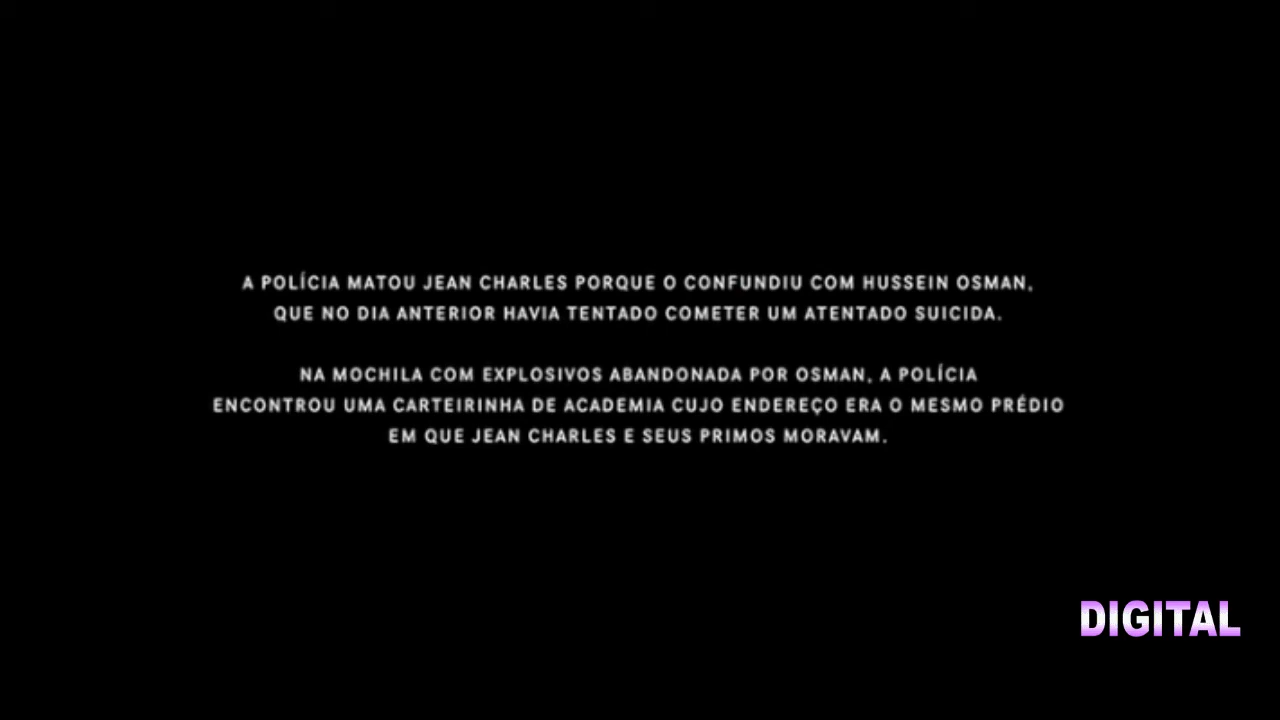 A POLÍCIA MATOU JEAN CHARLES PORQUE O CONFUNDIU COM HUSSEIN OSMAN,
QUE NO DIA ANTERIOR HAVIA TENTADO COMETER UM ATENTADO SUICIDA.
NA MOCHILA COM EXPLOSIVOS ABANDONADA POR OSMAN, A POLÍCIA
ENCONTROU UMA CARTEIRINHA DE ACADEMIA CUJO ENDEREÇO ERA O MESMO PRÉDIO
EM QUE JEAN CHARLES E SEUS PRIMOS MORAVAM.
DIGITAL